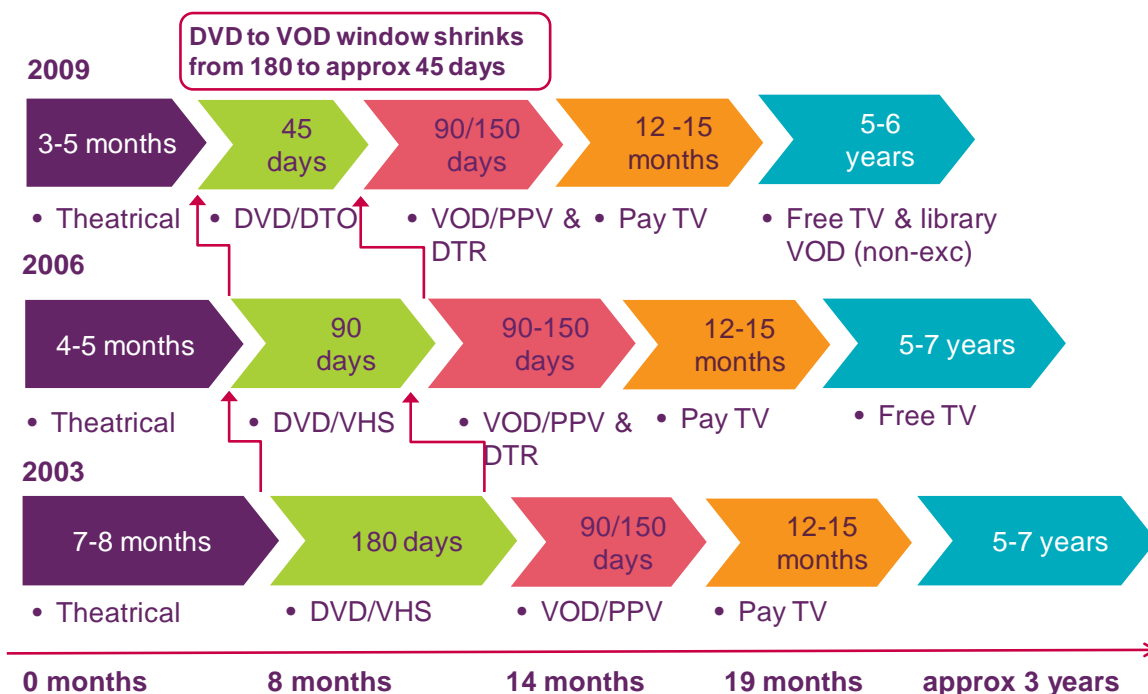 DVD to VOD window shrinks
from 180 to approx 45 days
2009
3-5 months
45
days
90/150
days
12 -15
months
5-6
years
• Theatrical
• DVD/DTO
• VOD/PPV &
DTR
• Pay TV
• Free TV & library
VOD (non-exc)
2006
4-5 months
90
days
90-150
days
12-15
months
5-7 years
• Theatrical
• DVD/VHS
• VOD/PPV &
DTR
• Pay TV
• Free TV
2003
7-8 months
180 days
90/150
days
12-15
months
5-7 years
• Theatrical
• DVD/VHS
• VOD/PPV
• Pay TV
0 months
8 months
14 months
19 months
approx 3 years